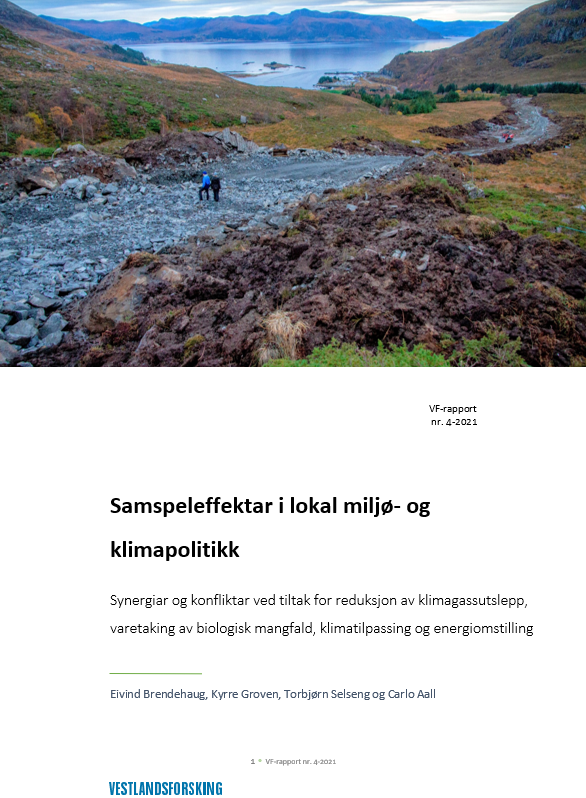 VF-rapport
nr. 4-2021
Samspeleffektar i lokal miljø- og
klimapolitikk
Synergiar og konfliktar ved tiltak for reduksjon av klimagassutslepp,
varetaking av biologisk mangfald, klimatilpassing og energiomstilling
Eivind Brendehaug, Kyrre Groven, Torbjørn Selseng og Carlo Aall
1 ° VF-rapport nr. 4-2021
VESTLANDSFORSKING